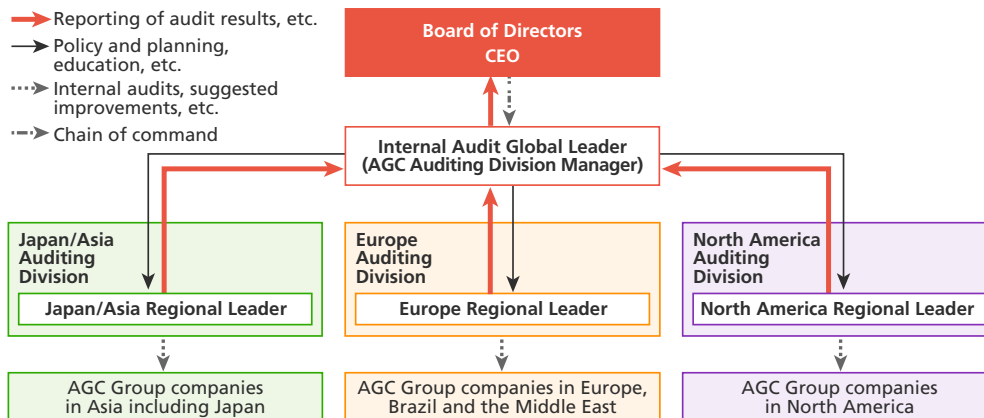 Reporting of audit results, etc.
Policy and planning,
education, etc.
Internal audits, suggested
improvements, etc.
Chain of command
Board of Directors
CEO
Internal Audit Global Leader
(AGC Auditing Division Manager)
Japan/Asia
Auditing
Division
Japan/Asia Regional Leader
Europe
Auditing
Division
Europe Regional Leader
North America
Auditing
Division
North America Regional Leader
AGC Group companies
in Asia including Japan
AGC Group companies in Europe,
Brazil and the Middle East
AGC Group companies
in North America